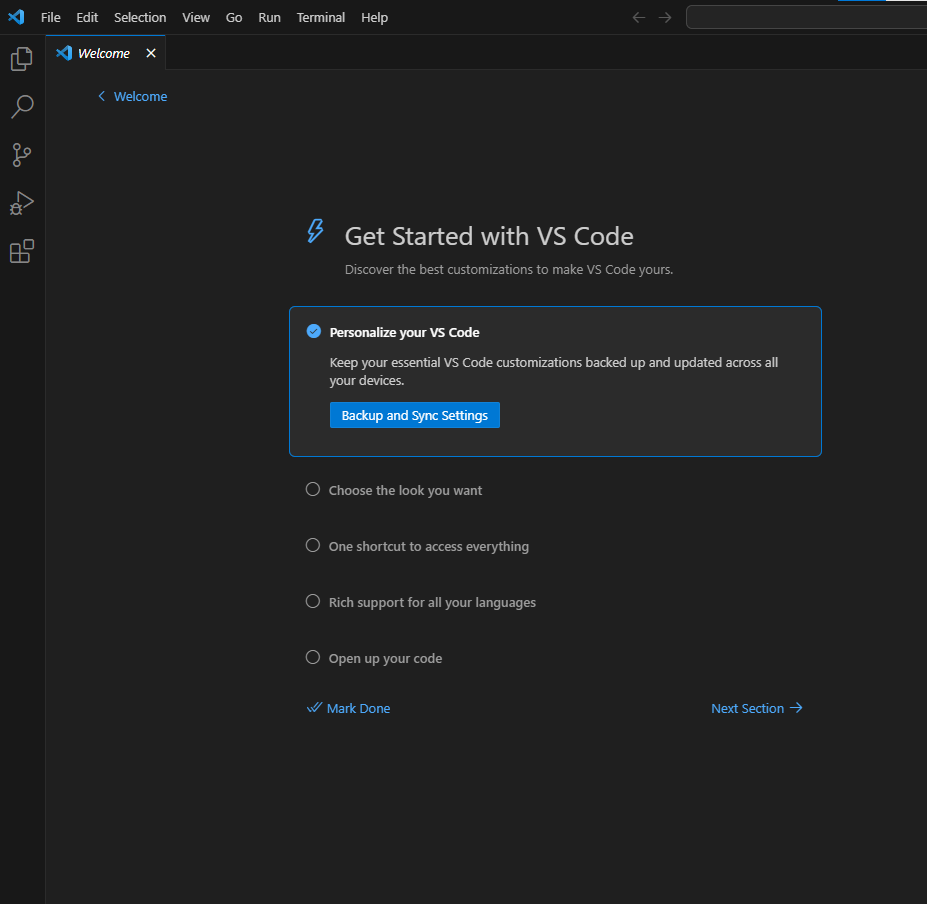 File Edit Selection View Go Run Terminal Help
Welcome
Welcome
Get Started with VS Code
Discover the best customizations to make VS Code yours.
Personalize your VS Code
Keep your essential VS Code customizations backed up and updated across all
your devices.
Backup and Sync Settings
Choose the look you want
One shortcut to access everything
Rich support for all your languages
Open up your code
Mark Done Next Section